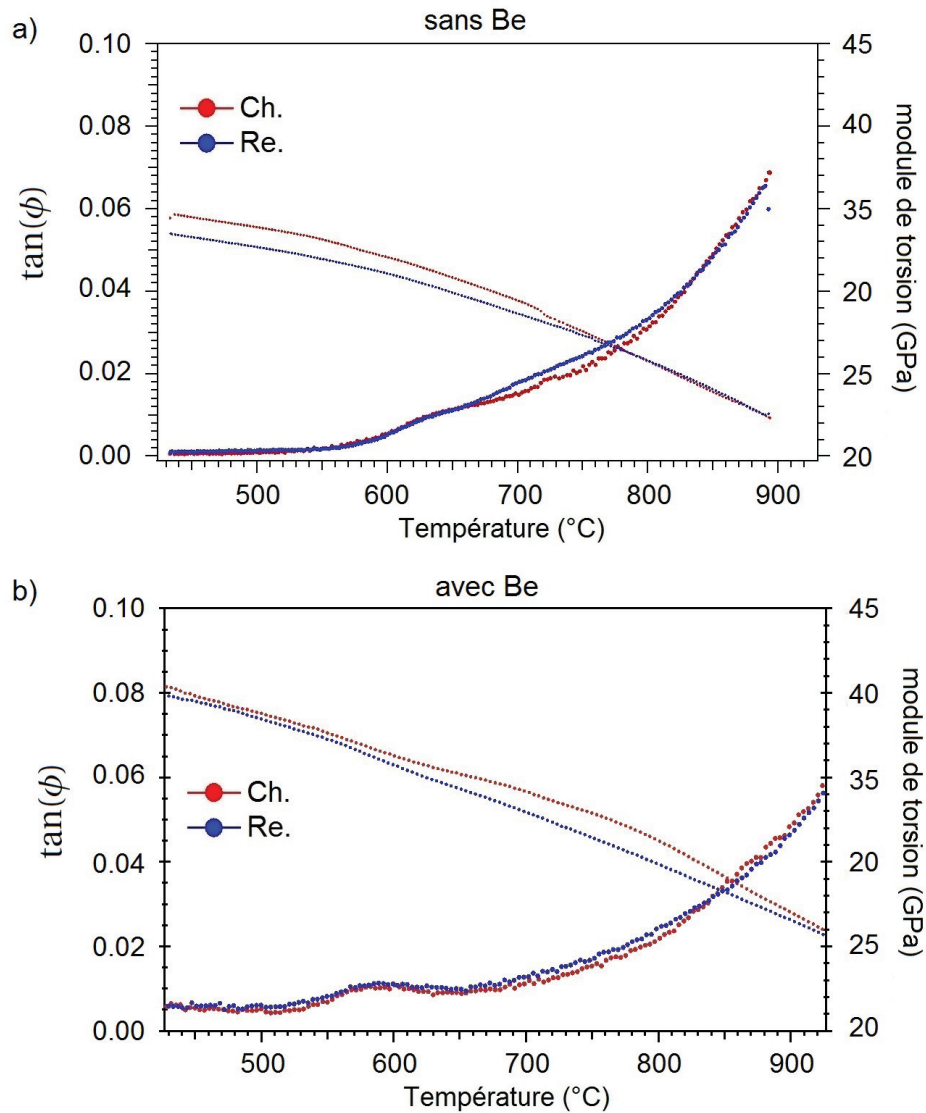 a)
sans Be
0.10
0.08
0.06
0.04
0.02
0.00
tan(ϕ)
Ch.
Re.
45
40
35
20
25
20
module de torsion (GPa)
500 600 700 800 900
Température (°C)
b)
avec Be
0.10
0.08
0.06
0.04
0.02
0.00
tan(ϕ)
Ch.
Re.
45
40
35
20
25
20
module de torsion (GPa)
500 600 700 800 900
Température (°C)